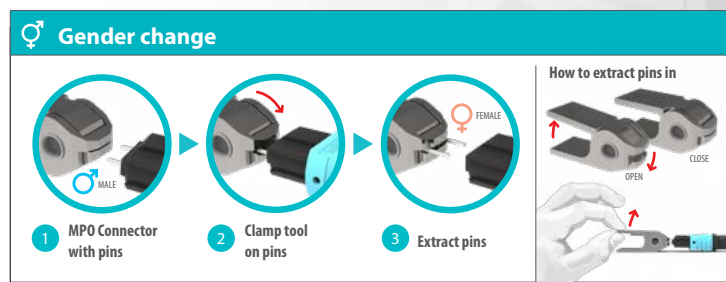 Gender change
MALE
1
MPO Connector
with pins
2
Clamp tool
on pins
FEMALE
3
Extract pins
How to extract pins in
OPEN
CLOSE